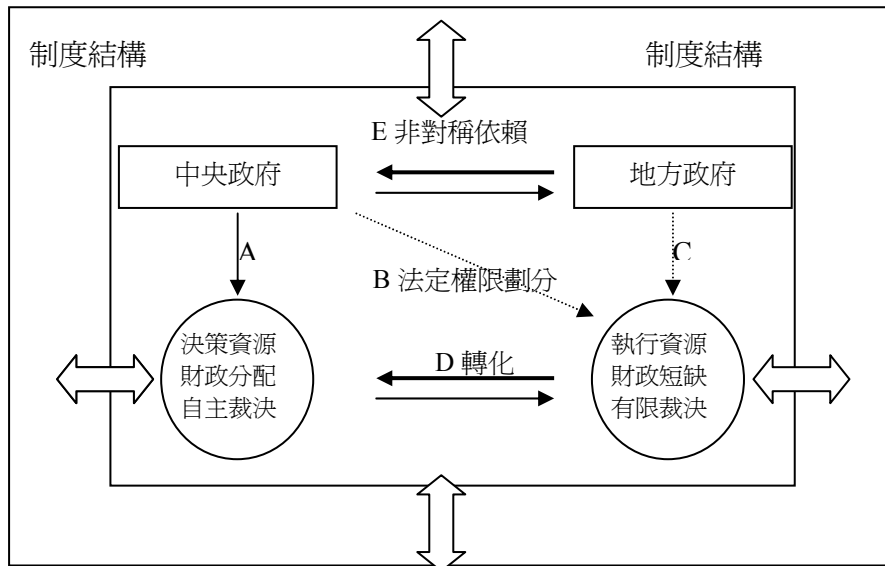 制度結構
制度結構
E 非對稱依賴
中央政府
地方政府
A
C
B 法定權限劃分
決策資源
財政分配
自主裁決
D 轉化
執行資源
財政短缺
有限裁決